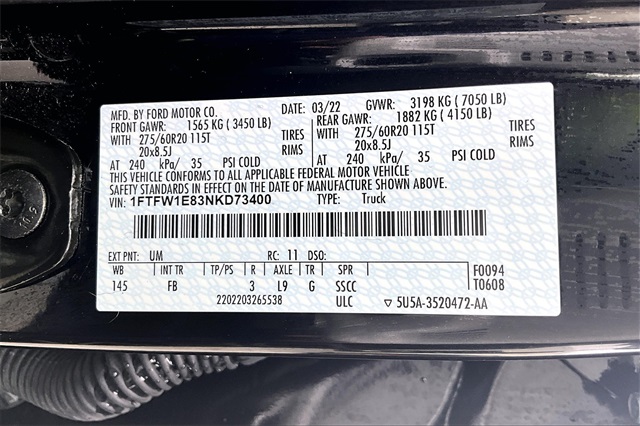 MFD. BY FORD MOTOR CO.
DATE: 03/22 GVWR: 3198 KG ( 7050 LB)
FRONT GAWR: 1565 KG ( 3450 LB)
REAR GAWR: 1882 KG ( 4150 LB)
WITH 275/60R20 115T TIRES
WITH 275/60R20 115T TIRES
20x8.5J RIMS
20x8.5J RIMS
AT 240 kPa/ 35 PSI COLD
AT 240 kPa/ 35 PSI COLD
THIS VEHICLE CONFORMS TO ALL APPLICABLE FEDERAL MOTOR VEHICLE
SAFETY STANDARDS IN EFFECT ON THE DATE OF MANUFACTURE SHOWN ABOVE.
VIN: 1FTFW1E83NKD73400 TYPE: Truck
EXT PNT: UM RC: 11 DSO:
WB INT TR TP/PS R AXLE TR SPR F0094
145 FB 3 L9 G SSCC T0608
2202203265538 ULC 5U5A-3520472-AA